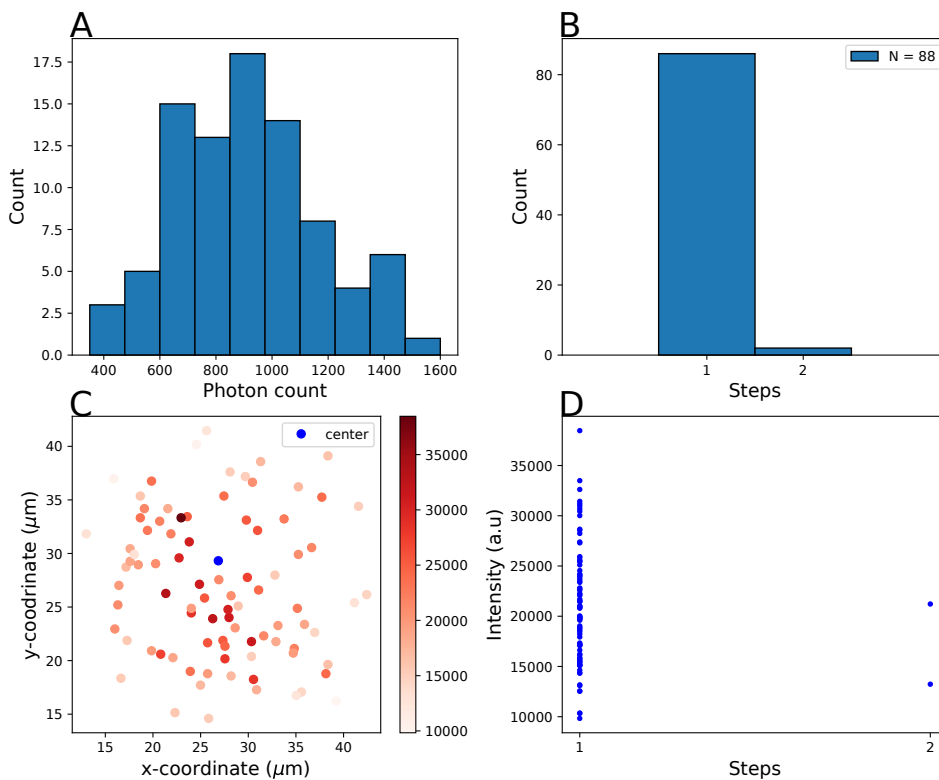 A
Count
17.5
15.0
12.5
10.0
7.5
5.0
2.5
0.0
400 600 800 1000 1200 1400 1600
Photon count
B
N = 88
Count
80
60
40
20
0
1 2
Steps
C
center
y-coodrinate (μm)
40
35
30
25
20
15
15 20 25 30 35 40
x-coordinate (μm)
35000
30000
25000
20000
15000
10000
D
Intensity (a.u)
35000
30000
25000
20000
15000
10000
1 2
Steps